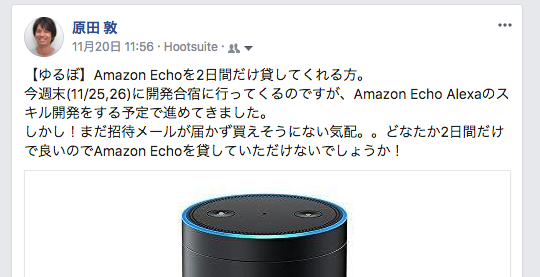 原田 敦
11月20日 11:56 · Hootsuite ·
【ゆるぼ】Amazon Echoを2日間だけ貸してくれる方。
今週末(11/25,26)に開発合宿に行ってくるのですが、Amazon Echo Alexaのス
キル開発をする予定で進めてきました。
しかし！まだ招待メールが届かず買えそうにない気配。。どなたか2日間だけ
で良いのでAmazon Echoを貸していただけないでしょうか！